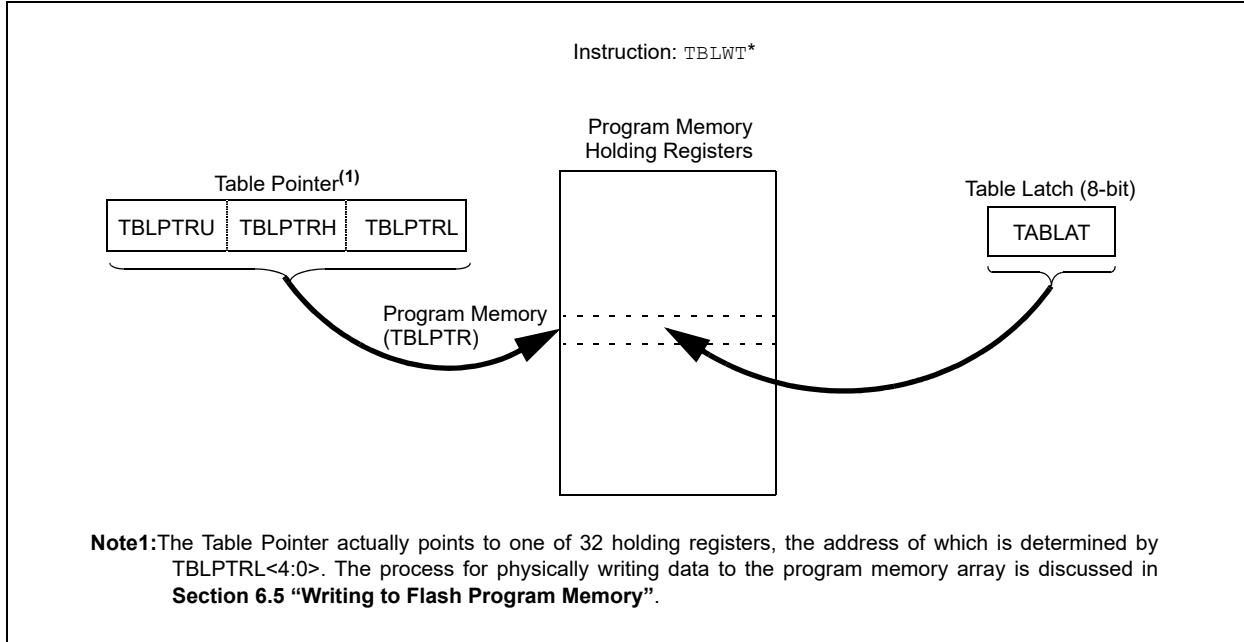 Instruction: TBLWT*
Program Memory
Holding Registers
Table Pointer(1)
Table Latch (8-bit)
TBLPTRU TBLPTRH TBLPTRL
TABLAT
Program Memory
(TBLPTR)
Note1:The Table Pointer actually points to one of 32 holding registers, the address of which is determined by
TBLPTRL<4:0>. The process for physically writing data to the program memory array is discussed in
Section 6.5 “Writing to Flash Program Memory”.